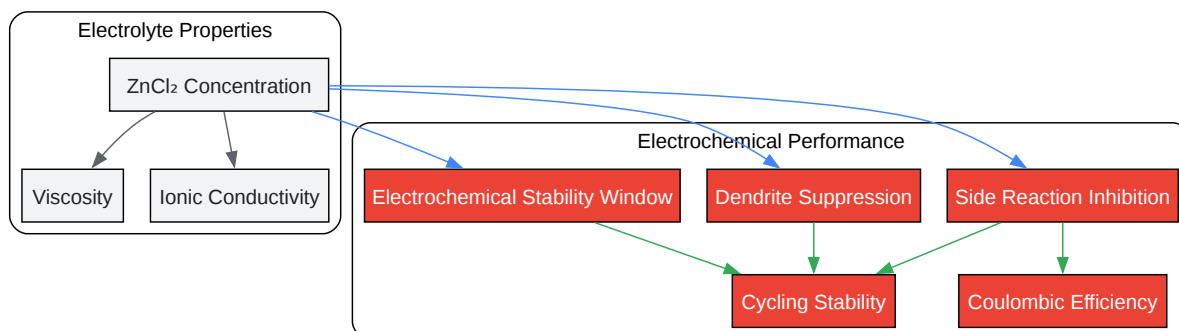 Electrolyte Properties
ZnCl₂ Concentration
Viscosity
Ionic Conductivity
Electrochemical Performance
Electrochemical Stability Window
Dendrite Suppression
Side Reaction Inhibition
Cycling Stability
Coulombic Efficiency